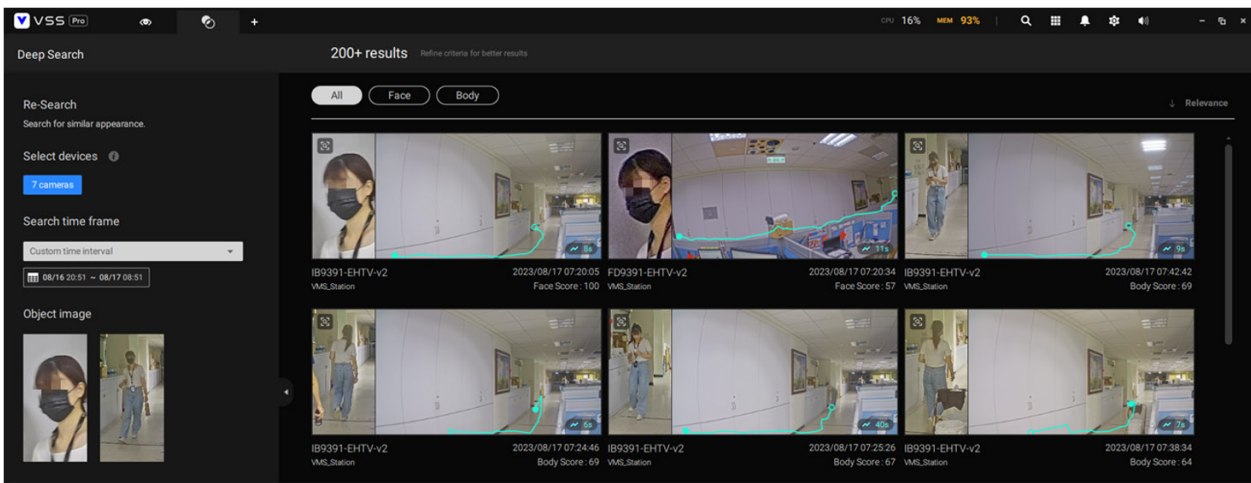 VSS Pro
+
CPU 16% MEM 93%
Deep Search
200+ results Refine criteria for better results
Re-Search
Search for similar appearance.
Select devices
7 cameras
Search time frame
Custom time interval
08/16 20:51 ~ 08/17 08:51
Object image
All Face Body
↓ Relevance
8s
11s
9s
IB9391-EHTV-v2 2023/08/17 07:20:05
VMS_Station Face Score : 100
FD9391-EHTV-v2 2023/08/17 07:20:34
VMS_Station Face Score : 57
IB9391-EHTV-v2 2023/08/17 07:42:42
VMS_Station Body Score : 69
6s
40s
7s
IB9391-EHTV-v2 2023/08/17 07:24:46
VMS_Station Body Score : 69
IB9391-EHTV-v2 2023/08/17 07:25:26
VMS_Station Body Score : 67
IB9391-EHTV-v2 2023/08/17 07:38:34
VMS_Station Body Score : 64